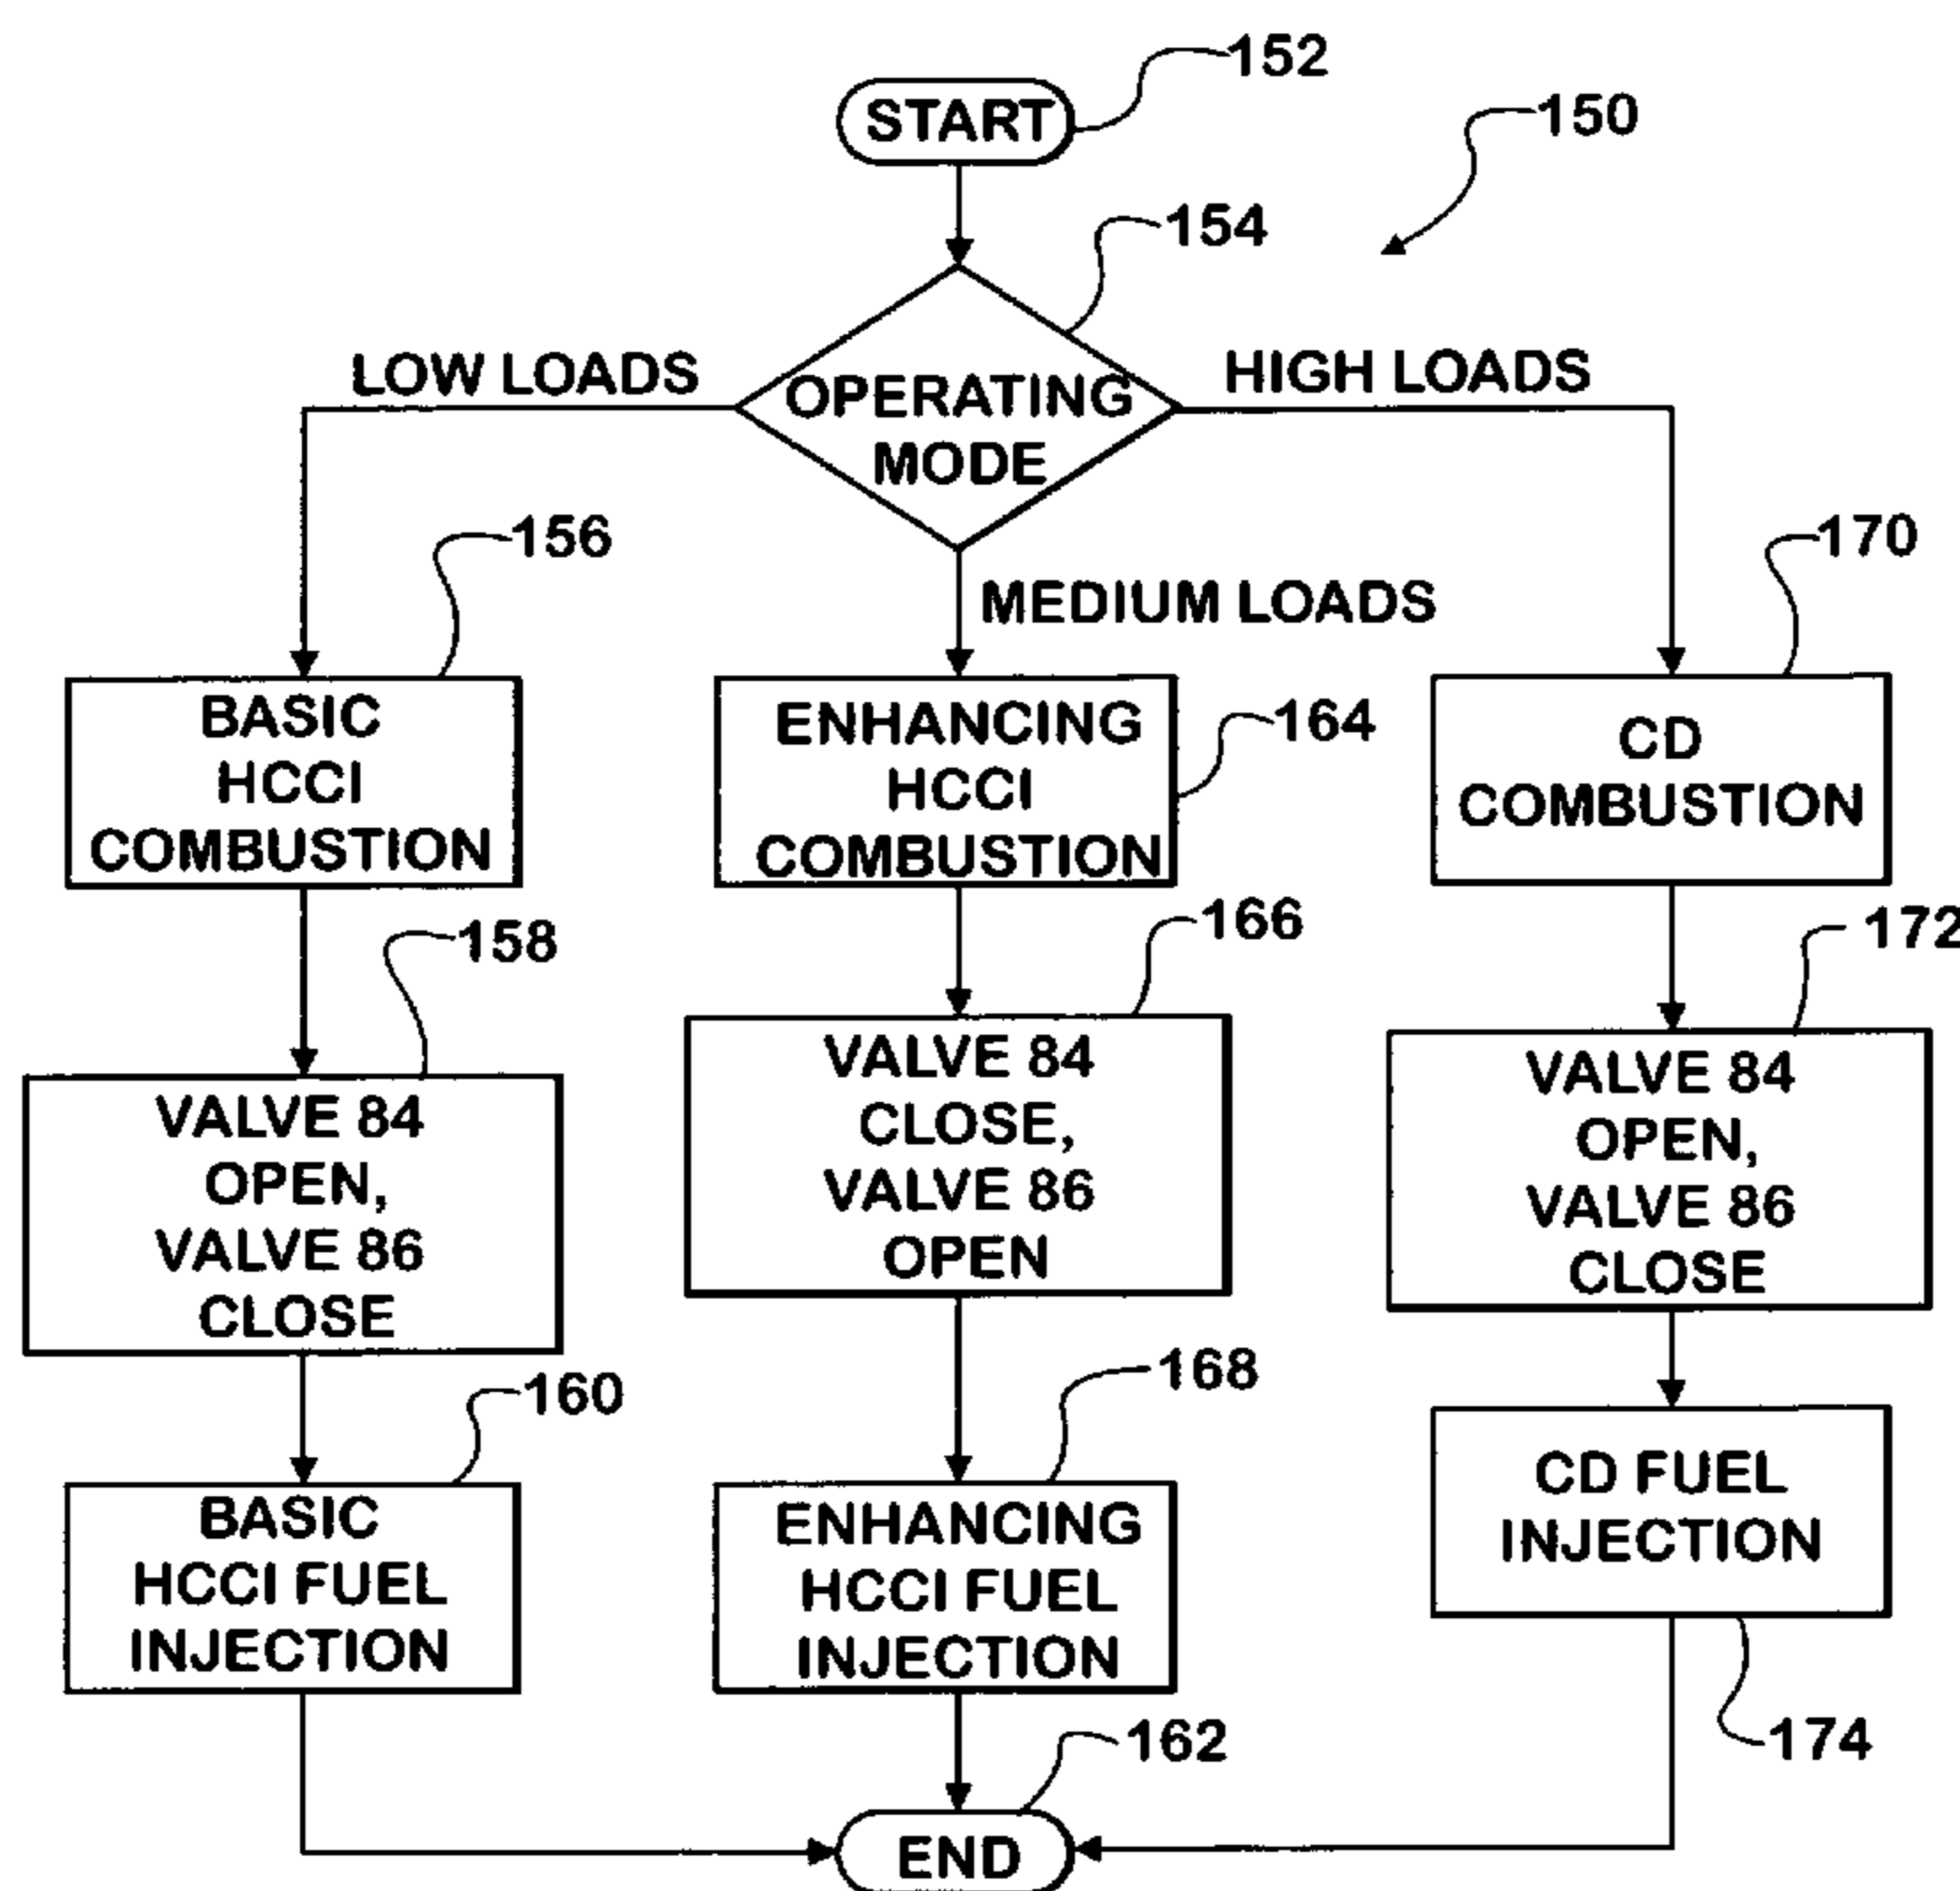 152
START
150
154
LOW LOADS
HIGH LOADS
OPERATING
MODE
156
170
MEDIUM LOADS
BASIC
HCCI
COMBUSTION
ENHANCING
HCCI
COMBUSTION
164
CD
COMBUSTION
158
166
172
VALVE 84
OPEN,
VALVE 86
CLOSE
VALVE 84
CLOSE,
VALVE 86
OPEN
VALVE 84
OPEN,
VALVE 86
CLOSE
160
168
BASIC
HCCI FUEL
INJECTION
ENHANCING
HCCI FUEL
INJECTION
CD FUEL
INJECTION
162
174
END